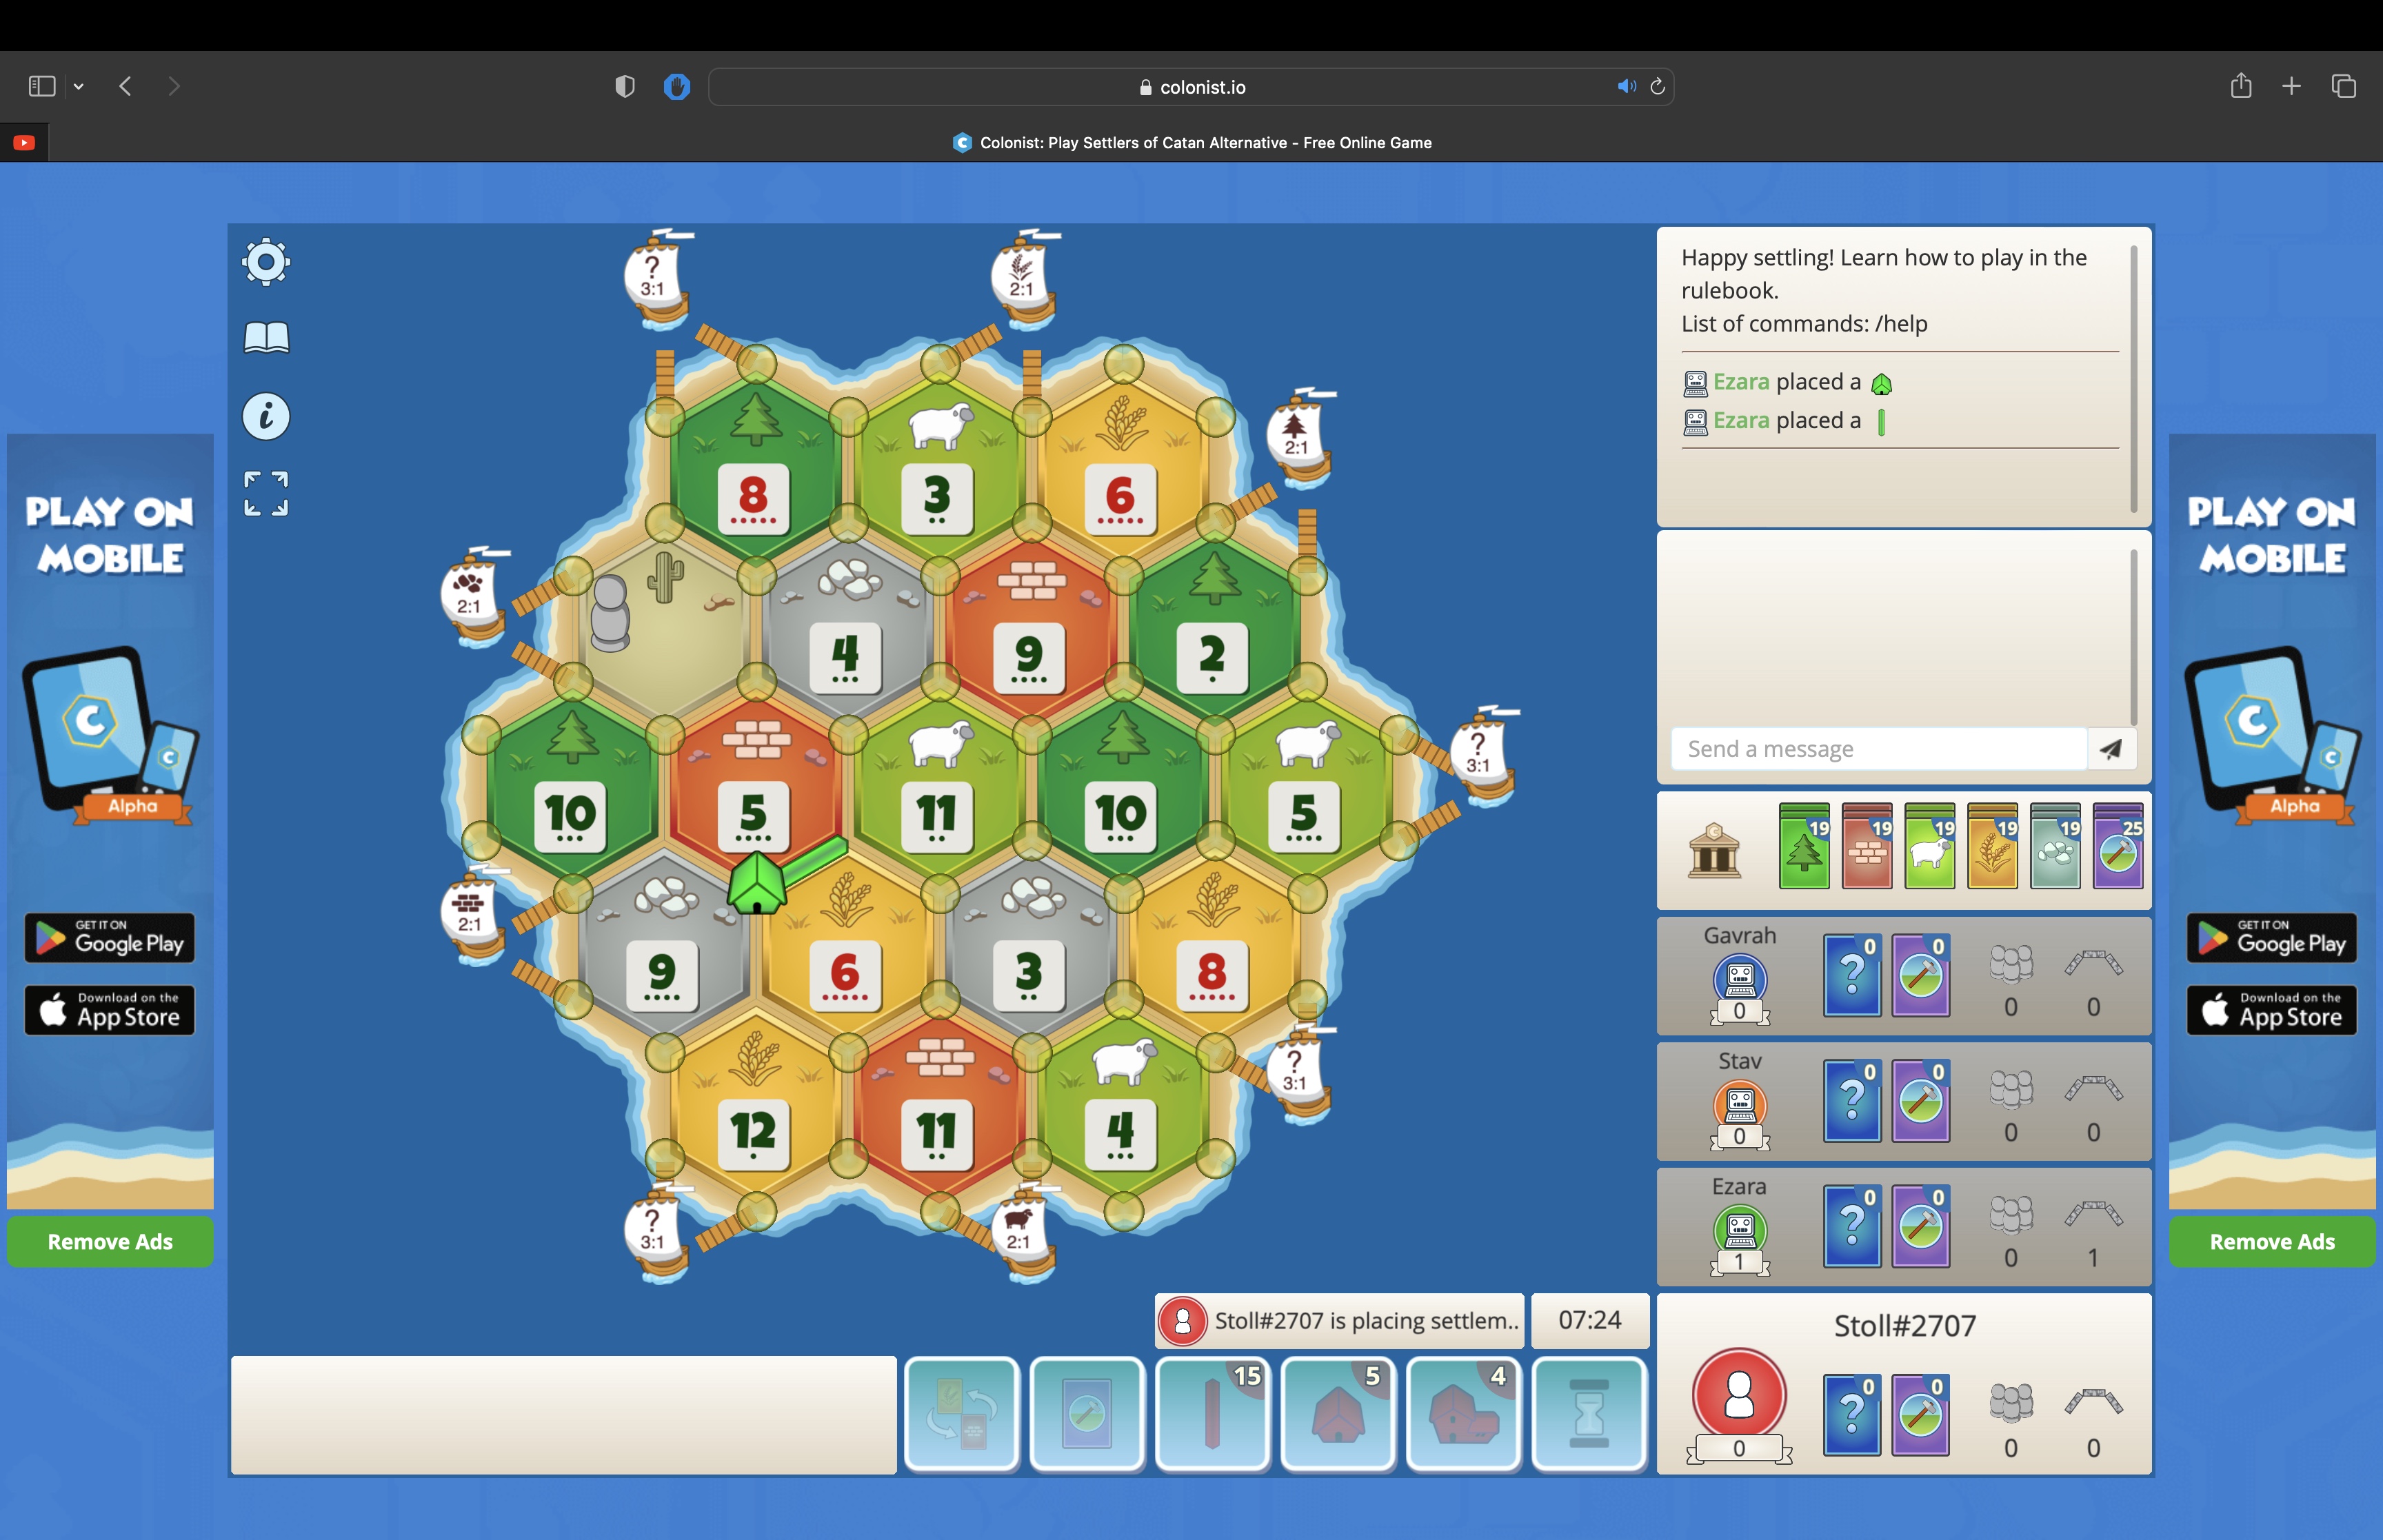 colonist.io
Colonist: Play Settlers of Catan Alternative - Free Online Game
PLAY ON
MOBILE
C
Alpha
GET IT ON
Google Play
Download on the
App Store
Remove Ads
i
?
3:1
2:1
2:1
2:1
?
3:1
2:1
?
3:1
?
3:1
2:1
8
3
6
4
9
2
10
5
11
10
5
9
6
3
8
12
11
4
Happy settling! Learn how to play in the
rulebook.
List of commands: /help
Ezara placed a
Ezara placed a
Send a message
19
19
19
19
19
25
Gavrah
0
?
0
0
0
0
Stav
0
?
0
0
0
0
Ezara
1
?
0
0
0
1
Stoll#2707 is placing settlem..
07:24
15
5
4
Stoll#2707
0
?
0
0
0
0
PLAY ON
MOBILE
C
Alpha
GET IT ON
Google Play
Download on the
App Store
Remove Ads